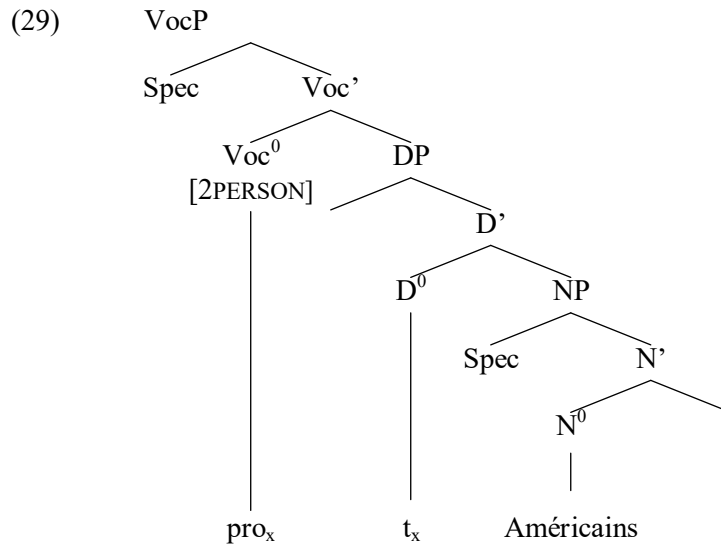 (29) VocP
Spec Voc’
Voc⁰ DP
[2PERSON]
D’
D⁰ NP
Spec N’
N⁰
proₓ tₓ Américains